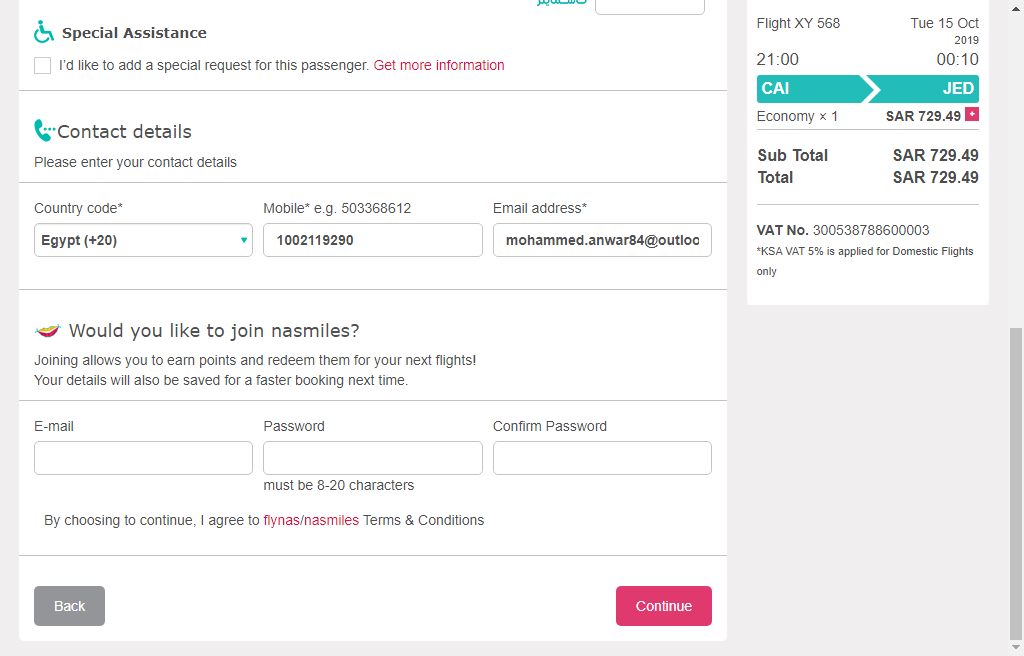 Special Assistance
I'd like to add a special request for this passenger. Get more information
Contact details
Please enter your contact details
Country code*
Mobile* e.g. 503368612
Email address*
Egypt (+20)
1002119290
mohammed.anwar84@outloo
Would you like to join nasmiles?
Joining allows you to earn points and redeem them for your next flights!
Your details will also be saved for a faster booking next time.
E-mail
Password
Confirm Password
must be 8-20 characters
By choosing to continue, I agree to flynas/nasmiles Terms & Conditions
Back
Continue
Flight XY 568
Tue 15 Oct
2019
21:00
00:10
CAI
JED
Economy × 1
SAR 729.49 +
Sub Total
SAR 729.49
Total
SAR 729.49
VAT No. 300538788600003
*KSA VAT 5% is applied for Domestic Flights
only